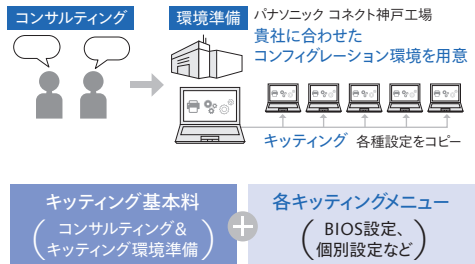 コンサルティング
環境準備 パナソニック コネクト神戸工場
貴社に合わせた
コンフィグレーション環境を用意
キッティング 各種設定をコピー
キッティング基本料
(コンサルティング&
キッティング環境準備)
+
各キッティングメニュー
(BIOS設定、
個別設定など)